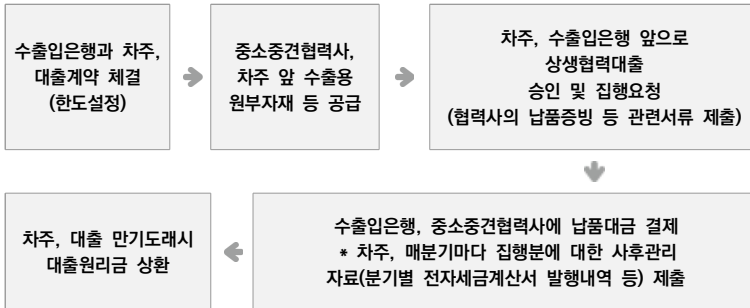 수출입은행과 차주,
대출계약 체결
(한도설정)
중소중견협력사,
차주 앞 수출용
원부자재 등 공급
차주, 수출입은행 앞으로
상생협력대출
승인 및 집행요청
(협력사의 납품증빙 등 관련서류 제출)
수출입은행, 중소중견협력사에 납품대금 결제
* 차주, 매분기마다 집행분에 대한 사후관리
자료(분기별 전자세금계산서 발행내역 등) 제출
차주, 대출 만기도래시
대출원리금 상환